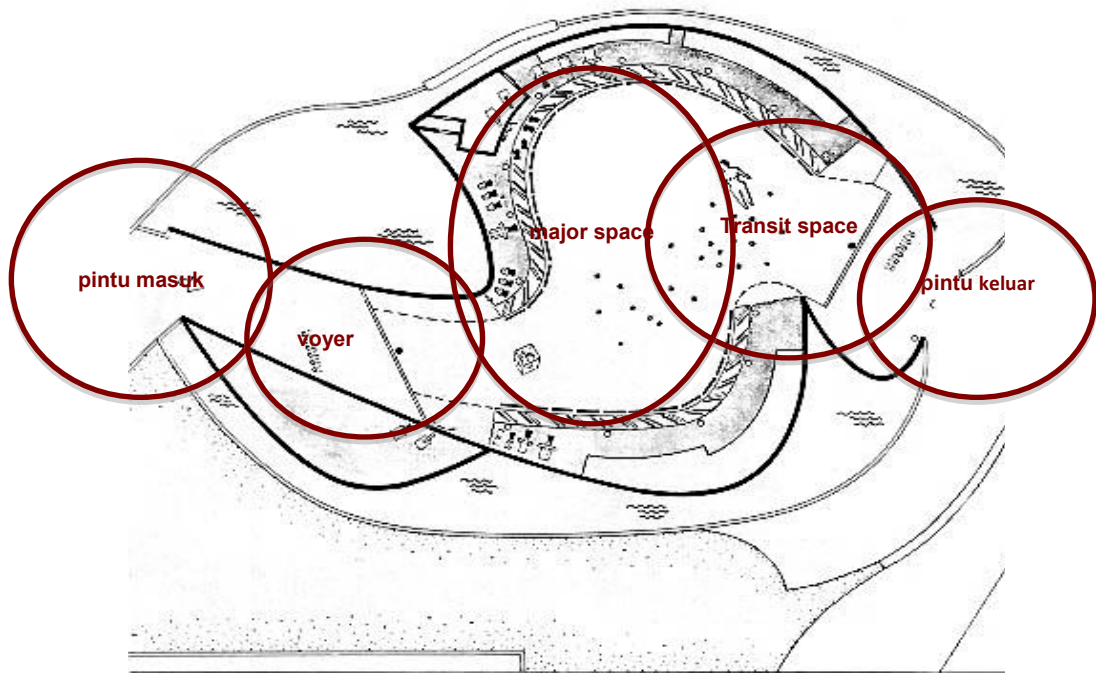 pintu masuk
voyer
major space
Transit space
pintu keluar